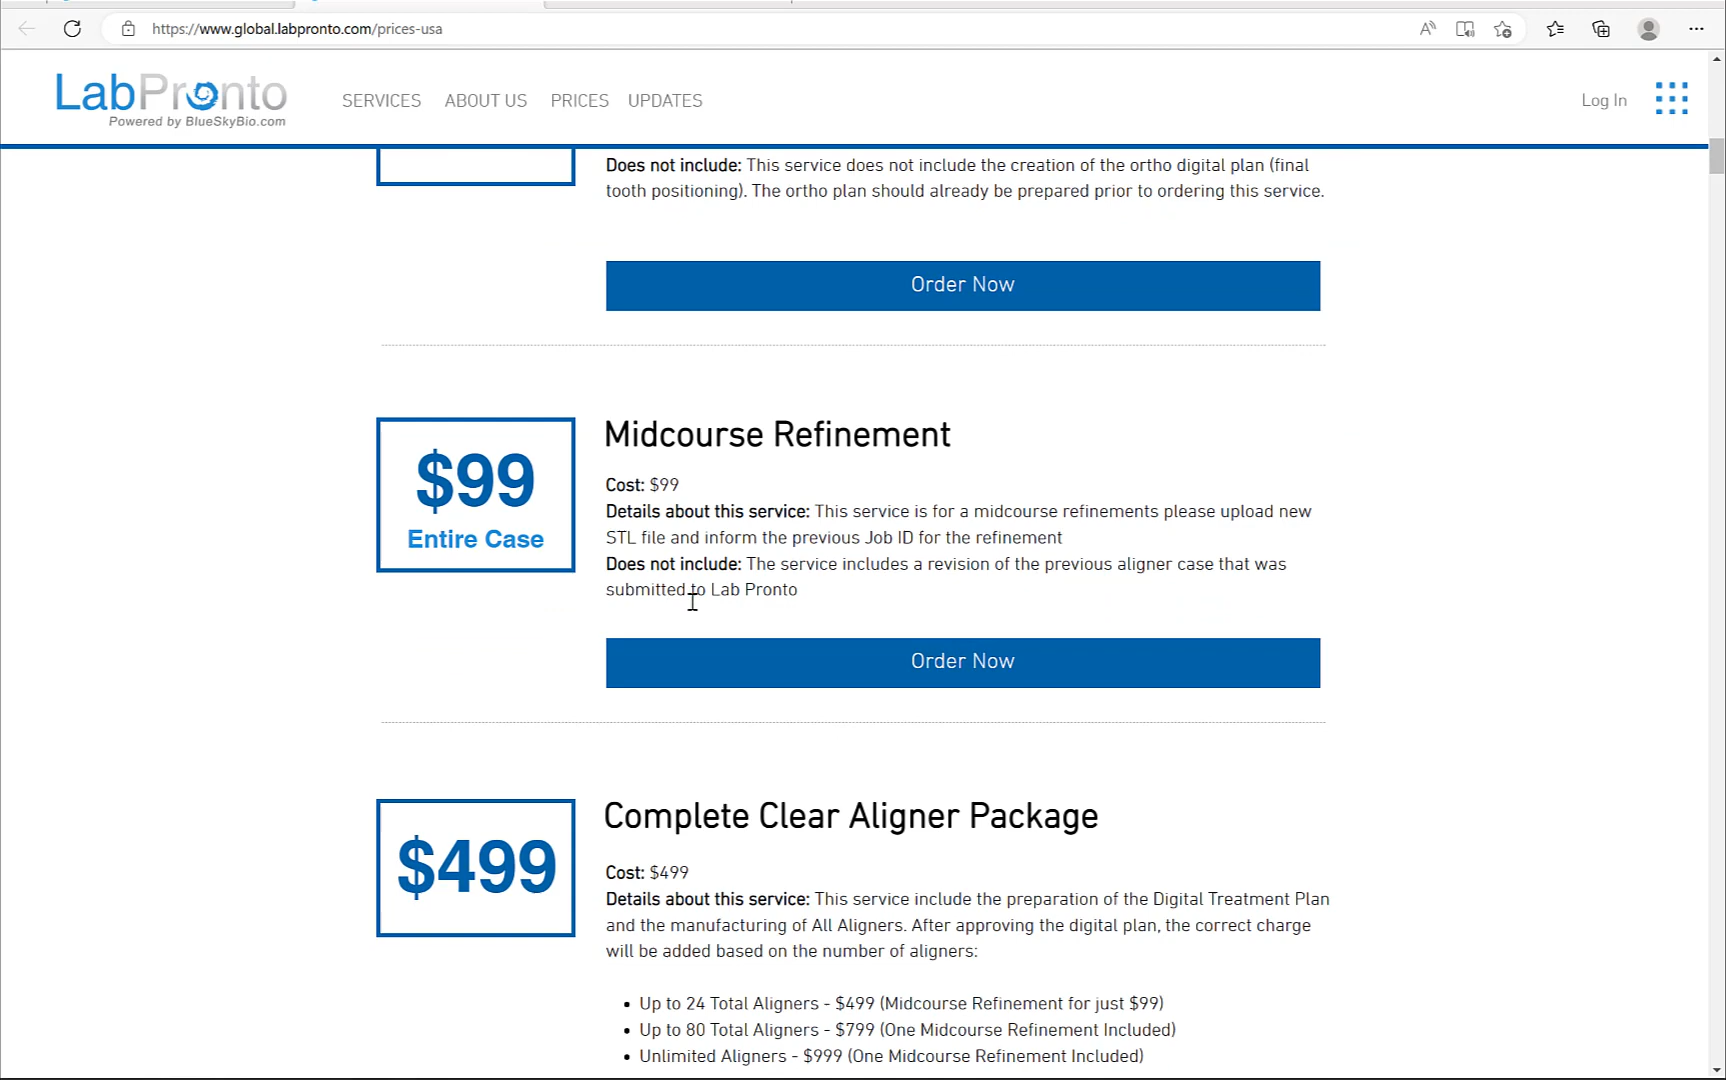 https://www.global.labpronto.com/prices-usa
LabPronto
Powered by BlueSkyBio.com
SERVICES ABOUT US PRICES UPDATES
Log In
Does not include: This service does not include the creation of the ortho digital plan (final
tooth positioning). The ortho plan should already be prepared prior to ordering this service.
Order Now
$99
Entire Case
Midcourse Refinement
Cost: $99
Details about this service: This service is for a midcourse refinements please upload new
STL file and inform the previous Job ID for the refinement
Does not include: The service includes a revision of the previous aligner case that was
submitted to Lab Pronto
Order Now
$499
Complete Clear Aligner Package
Cost: $499
Details about this service: This service include the preparation of the Digital Treatment Plan
and the manufacturing of All Aligners. After approving the digital plan, the correct charge
will be added based on the number of aligners:
• Up to 24 Total Aligners - $499 (Midcourse Refinement for just $99)
• Up to 80 Total Aligners - $799 (One Midcourse Refinement Included)
• Unlimited Aligners - $999 (One Midcourse Refinement Included)